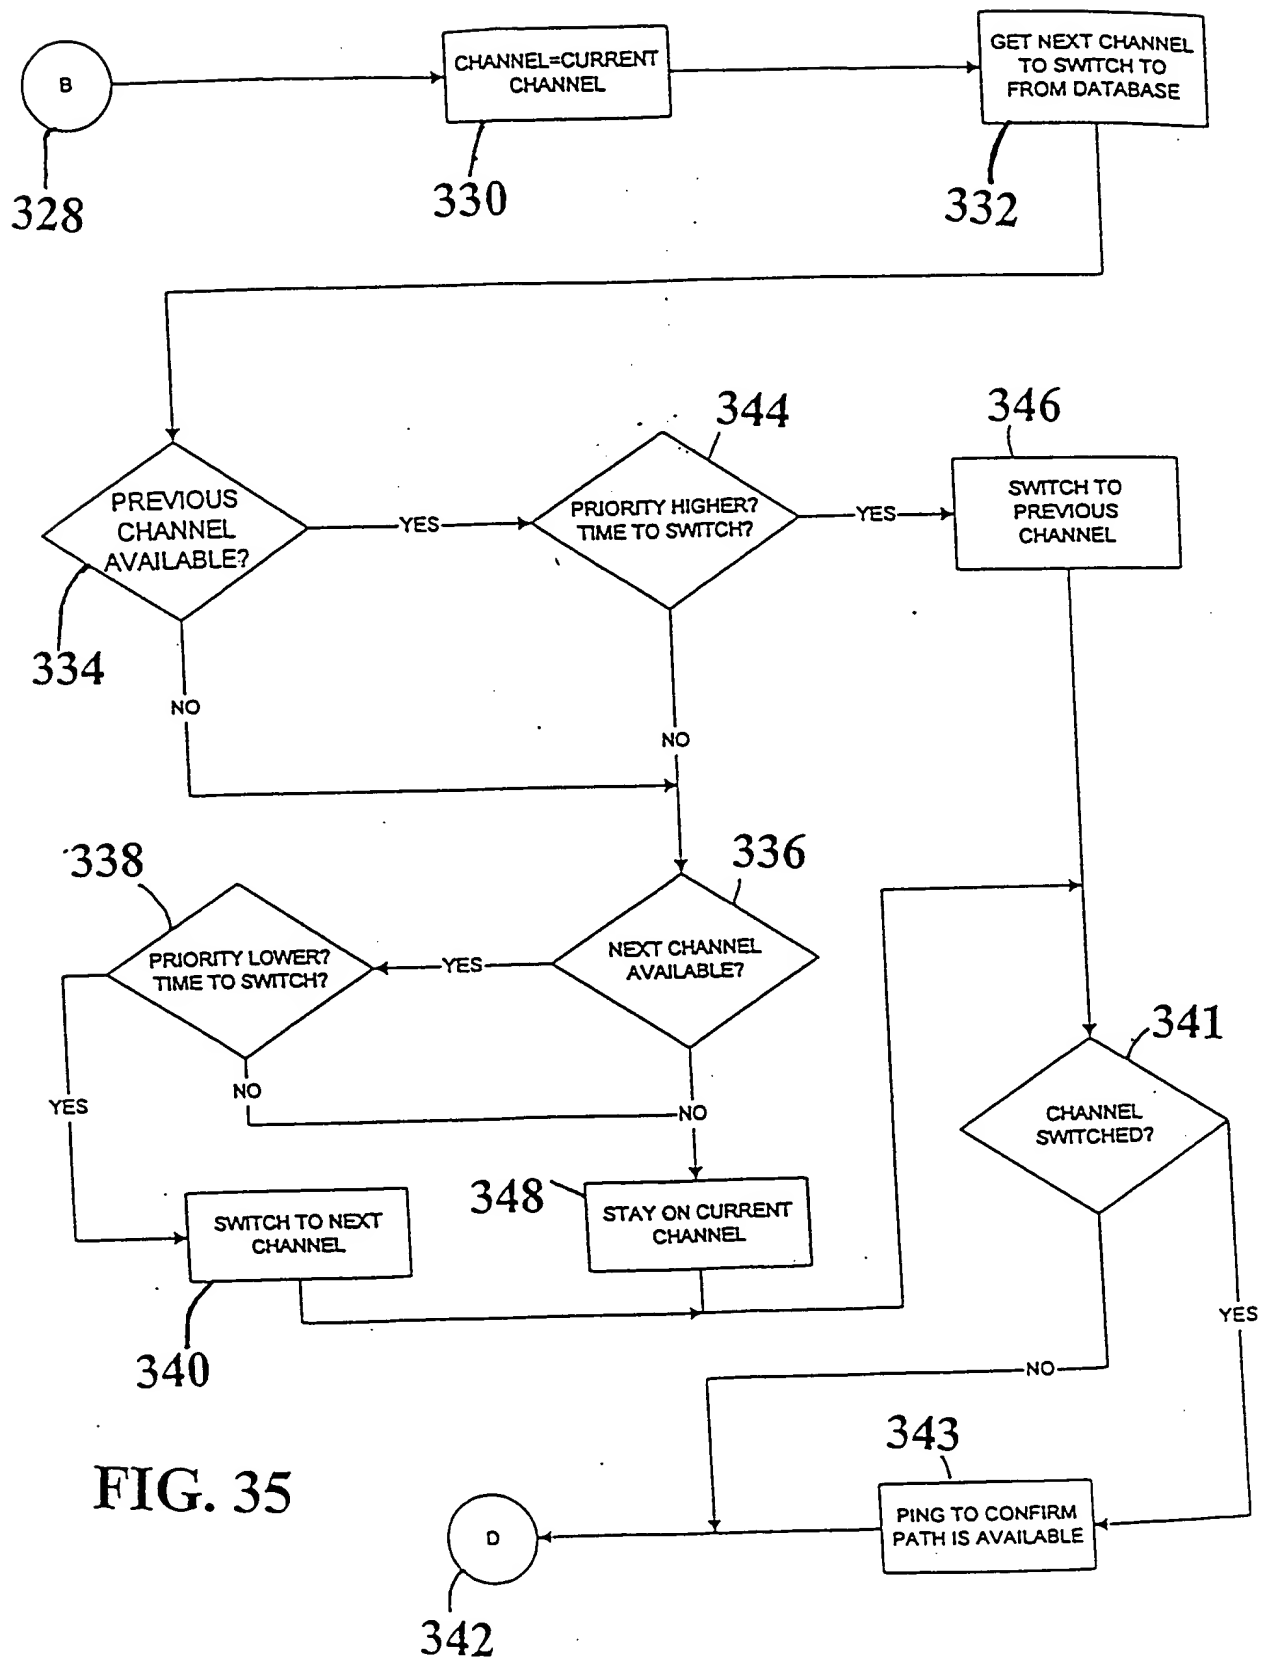 B
CHANNEL=CURRENT
CHANNEL
GET NEXT CHANNEL
TO SWITCH TO
FROM DATABASE
328
330
332
344
346
PREVIOUS
CHANNEL
AVAILABLE?
YES
PRIORITY HIGHER?
TIME TO SWITCH?
YES
SWITCH TO
PREVIOUS
CHANNEL
334
NO
NO
338
336
PRIORITY LOWER?
TIME TO SWITCH?
YES
NEXT CHANNEL
AVAILABLE?
341
YES
NO
NO
CHANNEL
SWITCHED?
348
SWITCH TO NEXT
CHANNEL
STAY ON CURRENT
CHANNEL
YES
340
NO
343
FIG. 35
D
PING TO CONFIRM
PATH IS AVAILABLE
342